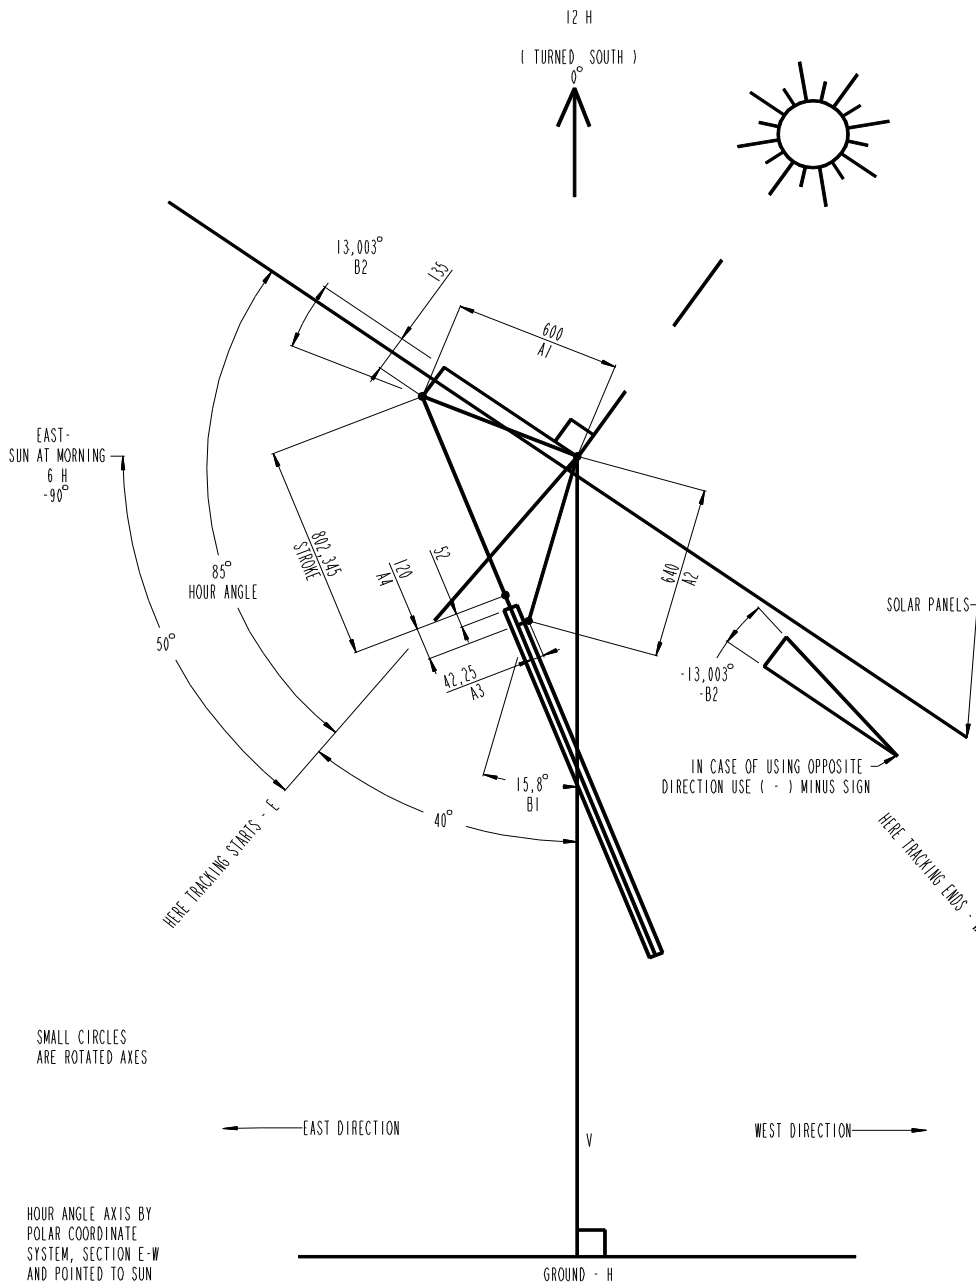 12 H
( TURNED SOUTH )
0°
13,003°
B2
135
600
A1
EAST-
SUN AT MORNING
6 H
-90°
802,345
STROKE
120
A4
52
640
A2
85°
HOUR ANGLE
50°
42,25
A3
SOLAR PANELS
-13,003°
-B2
IN CASE OF USING OPPOSITE
DIRECTION USE ( - ) MINUS SIGN
15,8°
B1
40°
HERE TRACKING STARTS - E
HERE TRACKING ENDS -
SMALL CIRCLES
ARE ROTATED AXES
EAST DIRECTION
WEST DIRECTION
V
HOUR ANGLE AXIS BY
POLAR COORDINATE
SYSTEM, SECTION E-W
AND POINTED TO SUN
GROUND - H